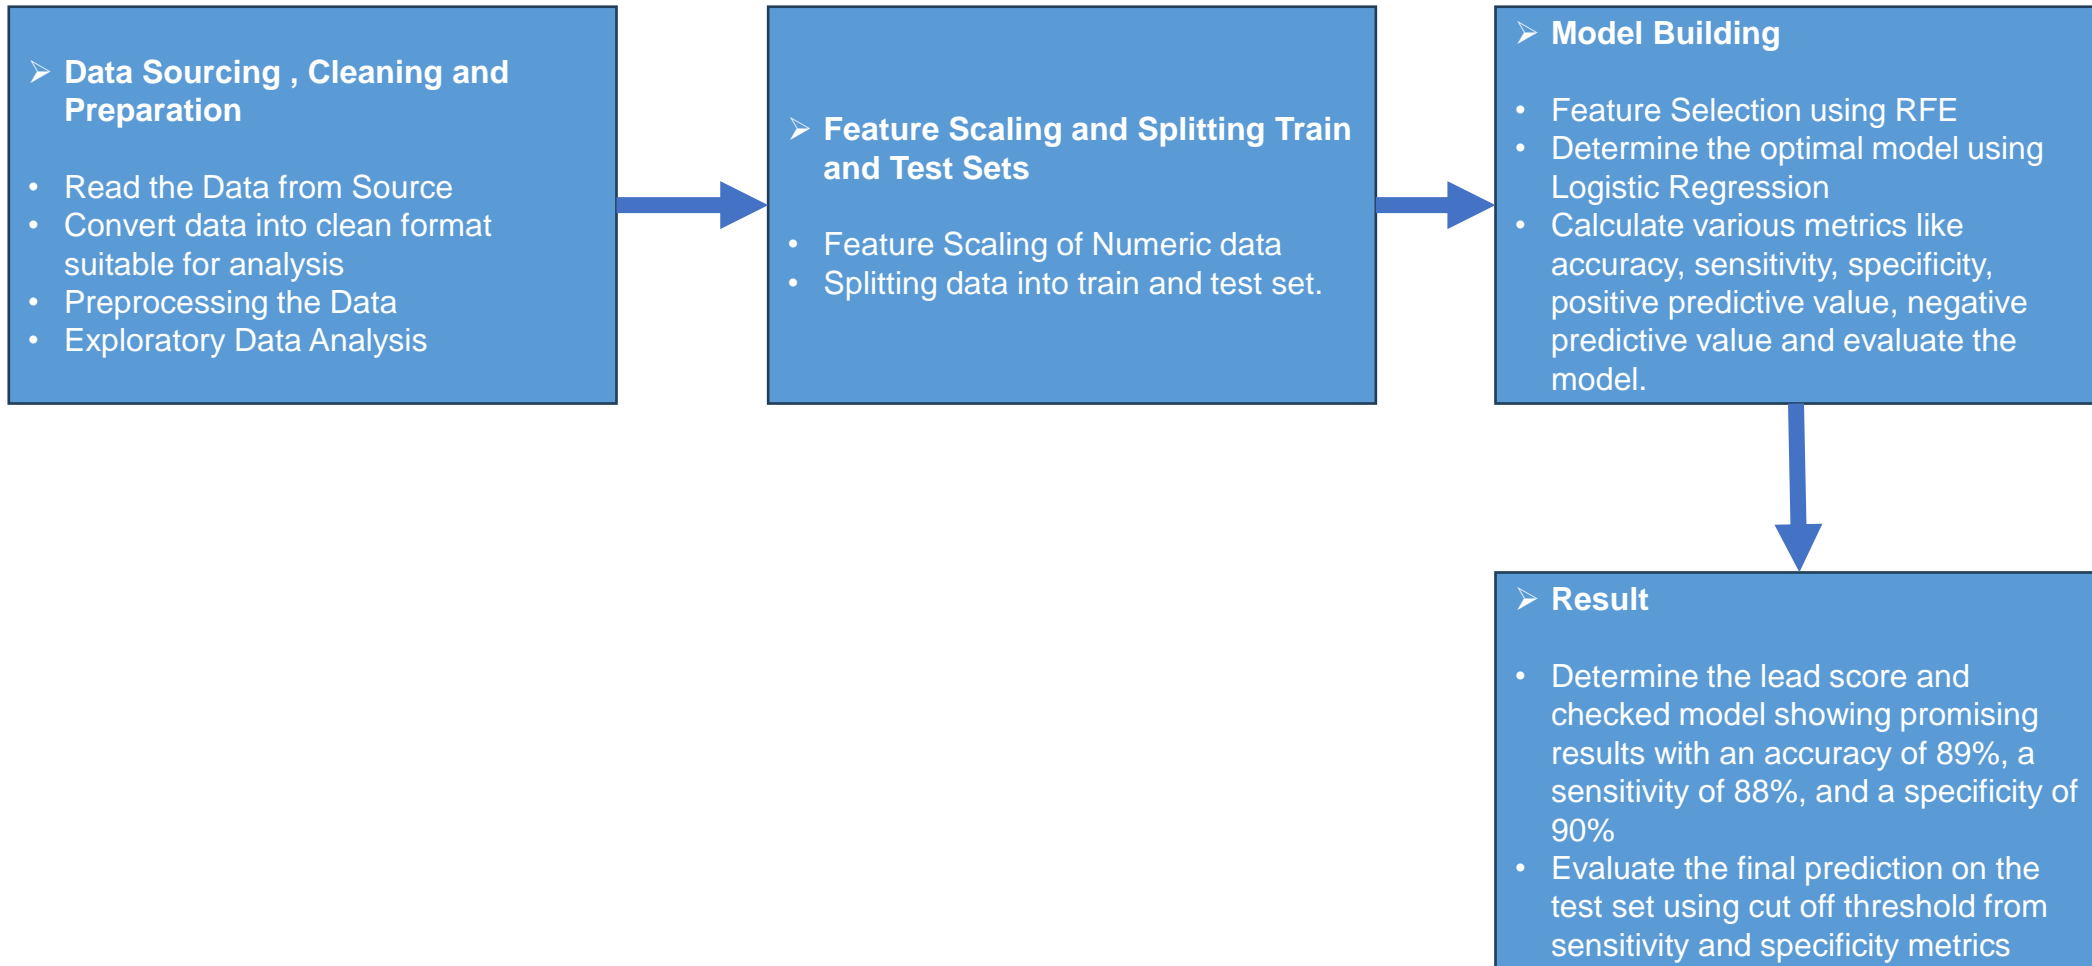 ➢ Data Sourcing , Cleaning and
Preparation
• Read the Data from Source
• Convert data into clean format
suitable for analysis
• Preprocessing the Data
• Exploratory Data Analysis
➢ Feature Scaling and Splitting Train
and Test Sets
• Feature Scaling of Numeric data
• Splitting data into train and test set.
➢ Model Building
• Feature Selection using RFE
• Determine the optimal model using
Logistic Regression
• Calculate various metrics like
accuracy, sensitivity, specificity,
positive predictive value, negative
predictive value and evaluate the
model.
➢ Result
• Determine the lead score and
checked model showing promising
results with an accuracy of 89%, a
sensitivity of 88%, and a specificity of
90%
• Evaluate the final prediction on the
test set using cut off threshold from
sensitivity and specificity metrics